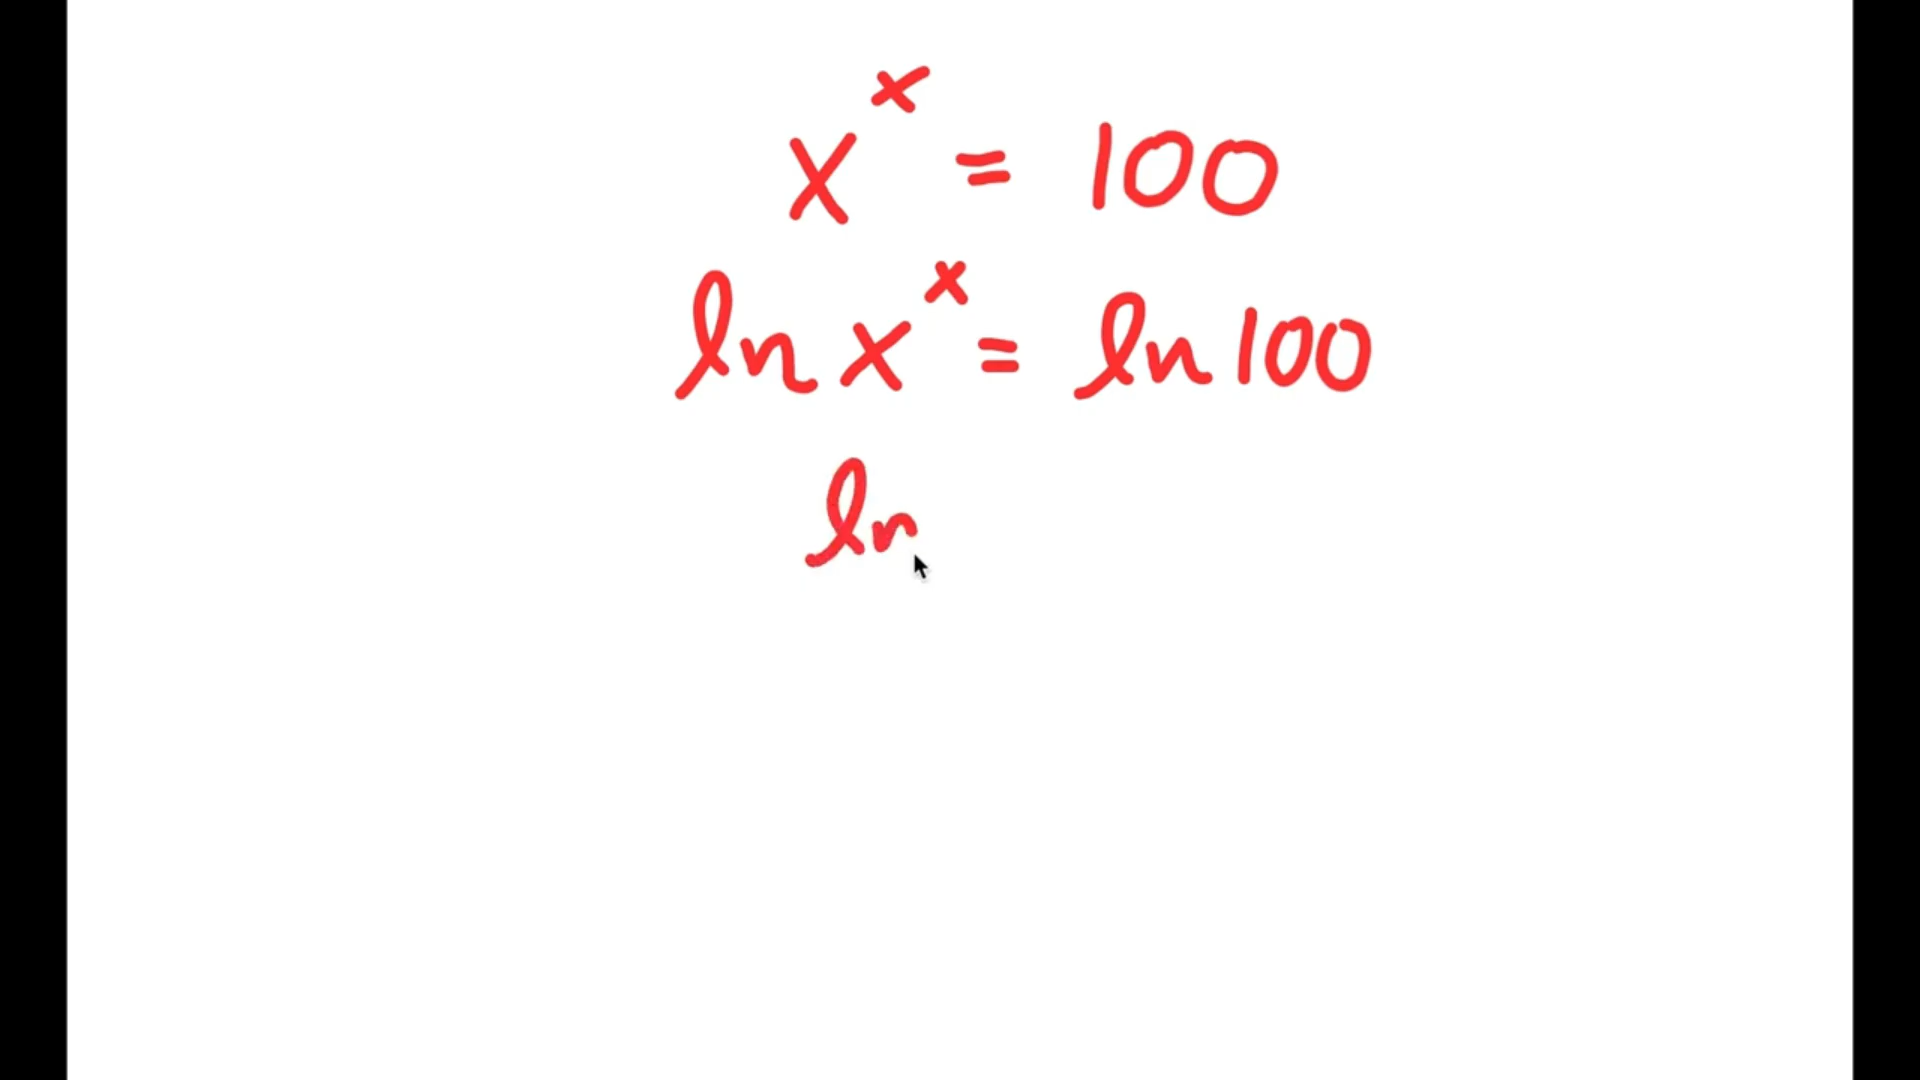 x^x = 100
ln x^x = ln 100
ln